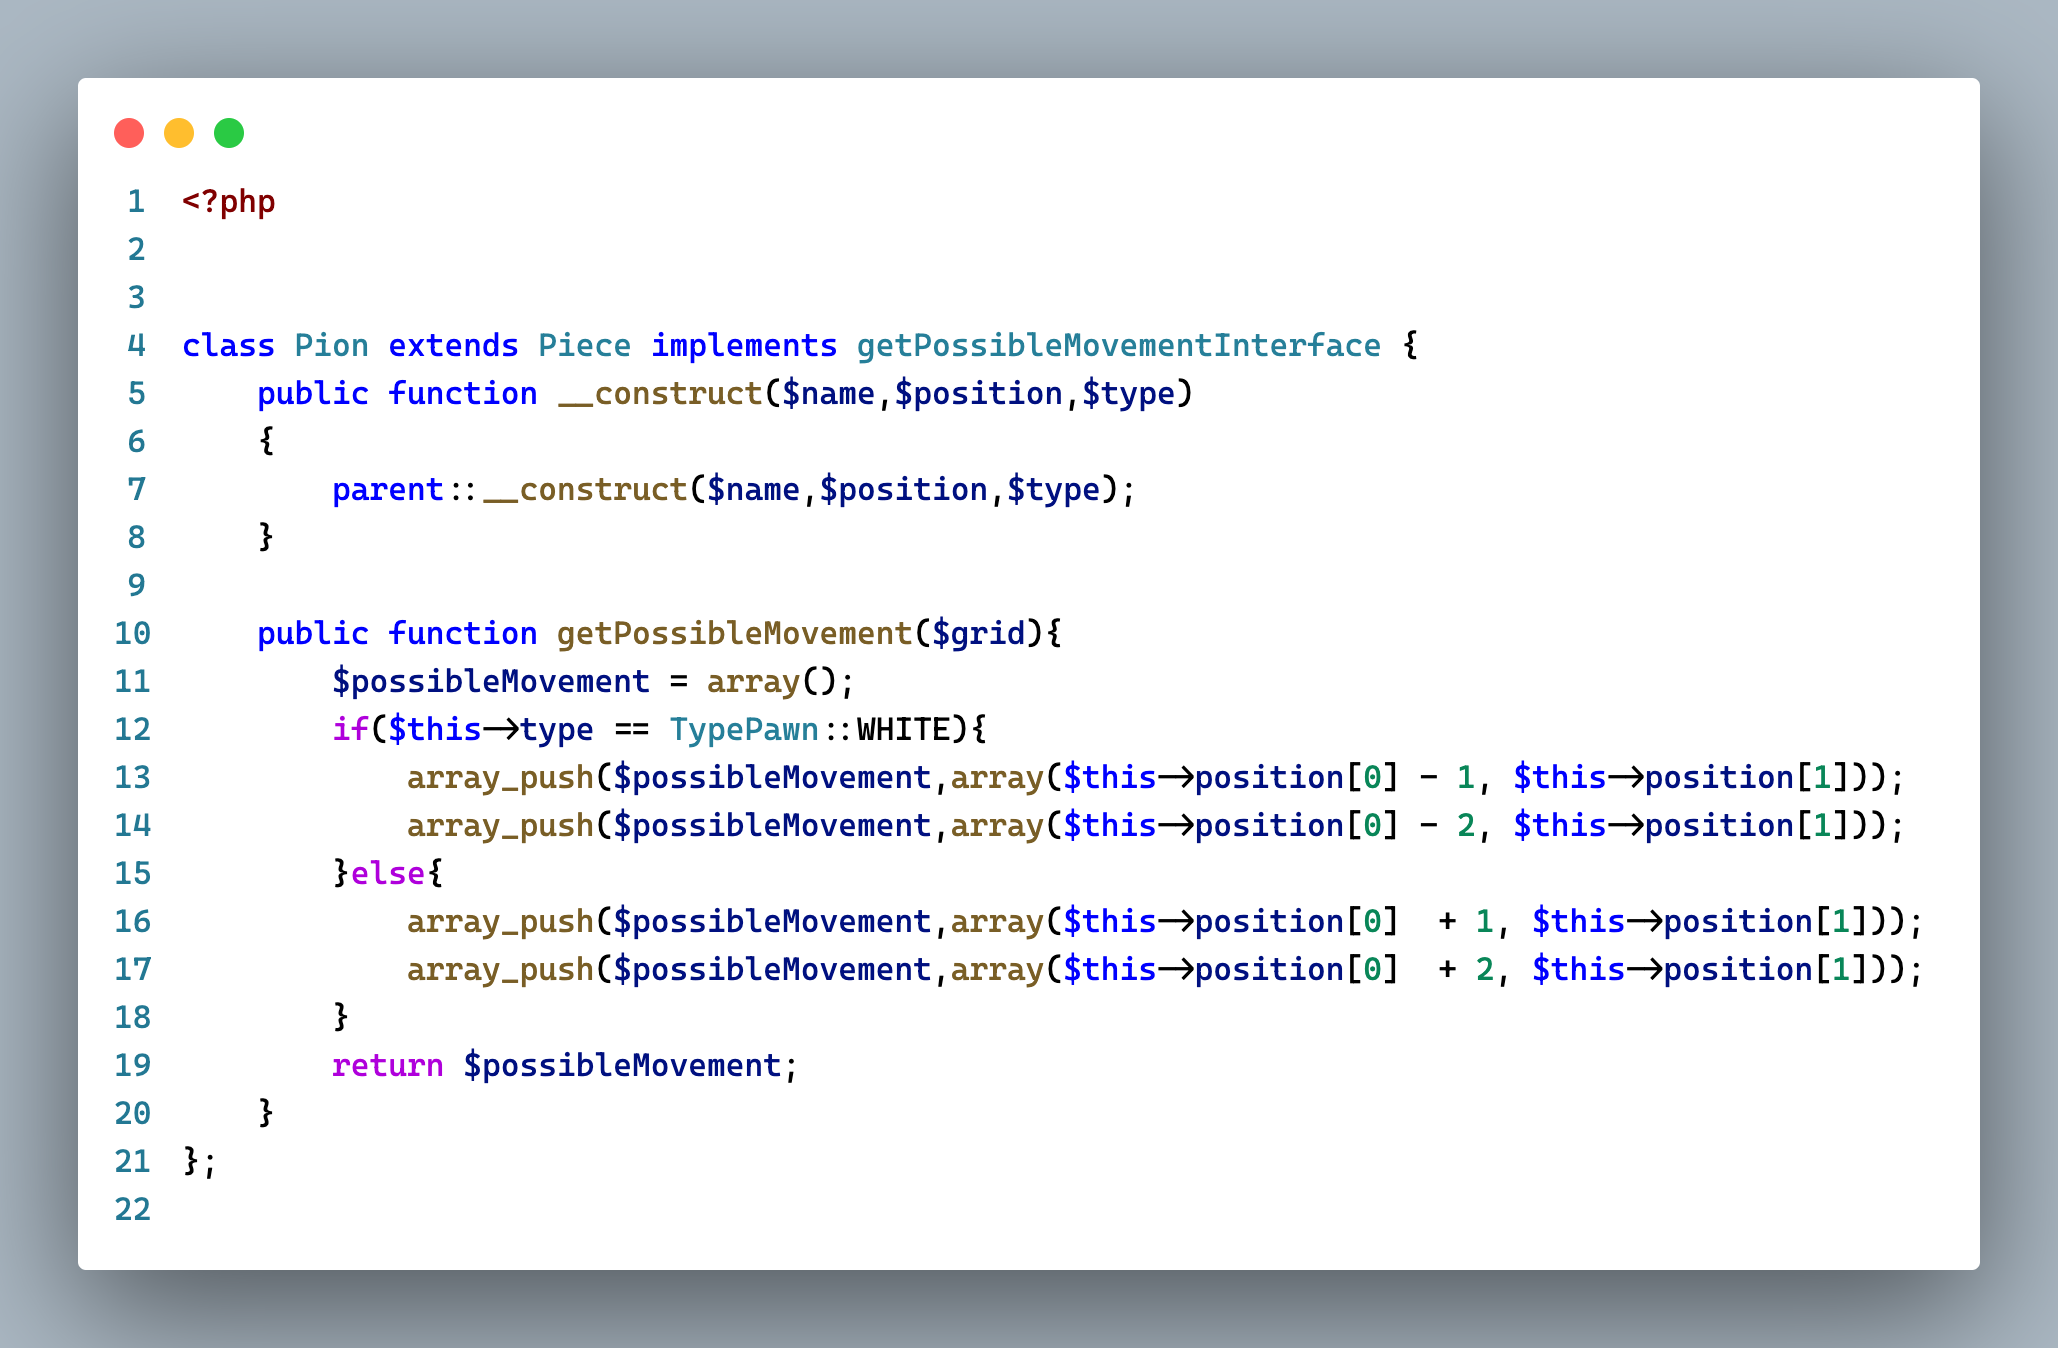 1 <?php
2
3
4 class Pion extends Piece implements getPossibleMovementInterface {
5     public function __construct($name,$position,$type)
6     {
7         parent::__construct($name,$position,$type);
8     }
9
10     public function getPossibleMovement($grid){
11         $possibleMovement = array();
12         if($this->type == TypePawn::WHITE){
13             array_push($possibleMovement,array($this->position[0] - 1, $this->position[1]));
14             array_push($possibleMovement,array($this->position[0] - 2, $this->position[1]));
15         }else{
16             array_push($possibleMovement,array($this->position[0]  + 1, $this->position[1]));
17             array_push($possibleMovement,array($this->position[0]  + 2, $this->position[1]));
18         }
19         return $possibleMovement;
20     }
21 };
22